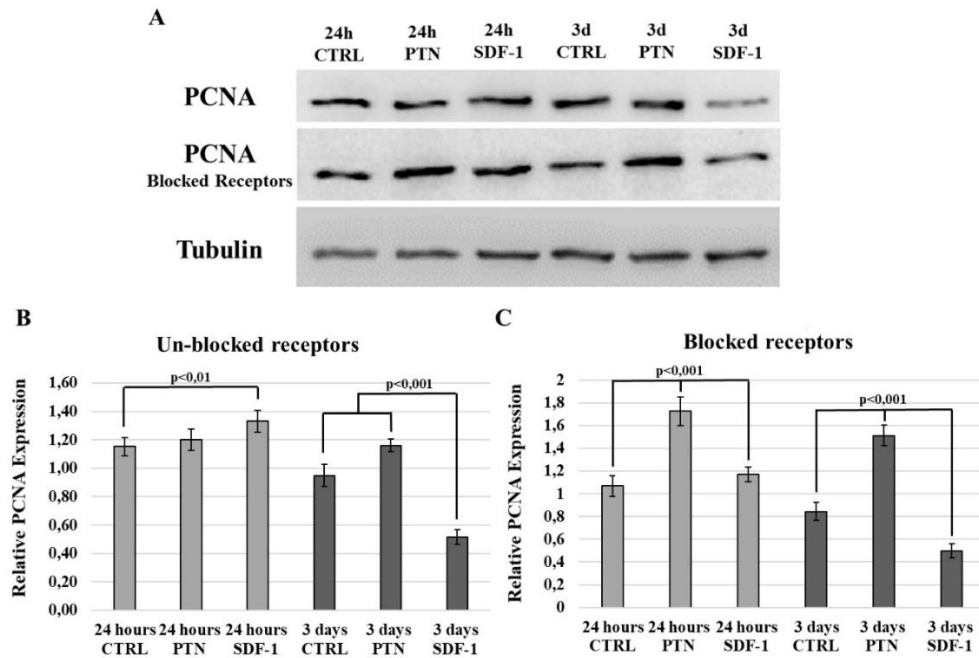 A
24h CTRL
24h PTN
24h SDF-1
3d CTRL
3d PTN
3d SDF-1
PCNA
PCNA
Blocked Receptors
Tubulin
B
Un-blocked receptors
Relative PCNA Expression
1,60
1,40
1,20
1,00
0,80
0,60
0,40
0,20
0,00
p<0,01
p<0,001
24 hours CTRL
24 hours PTN
24 hours SDF-1
3 days CTRL
3 days PTN
3 days SDF-1
C
Blocked receptors
Relative PCNA Expression
2
1,8
1,6
1,4
1,2
1
0,8
0,6
0,4
0,2
0
p<0,001
p<0,001
24 hours CTRL
24 hours PTN
24 hours SDF-1
3 days CTRL
3 days PTN
3 days SDF-1